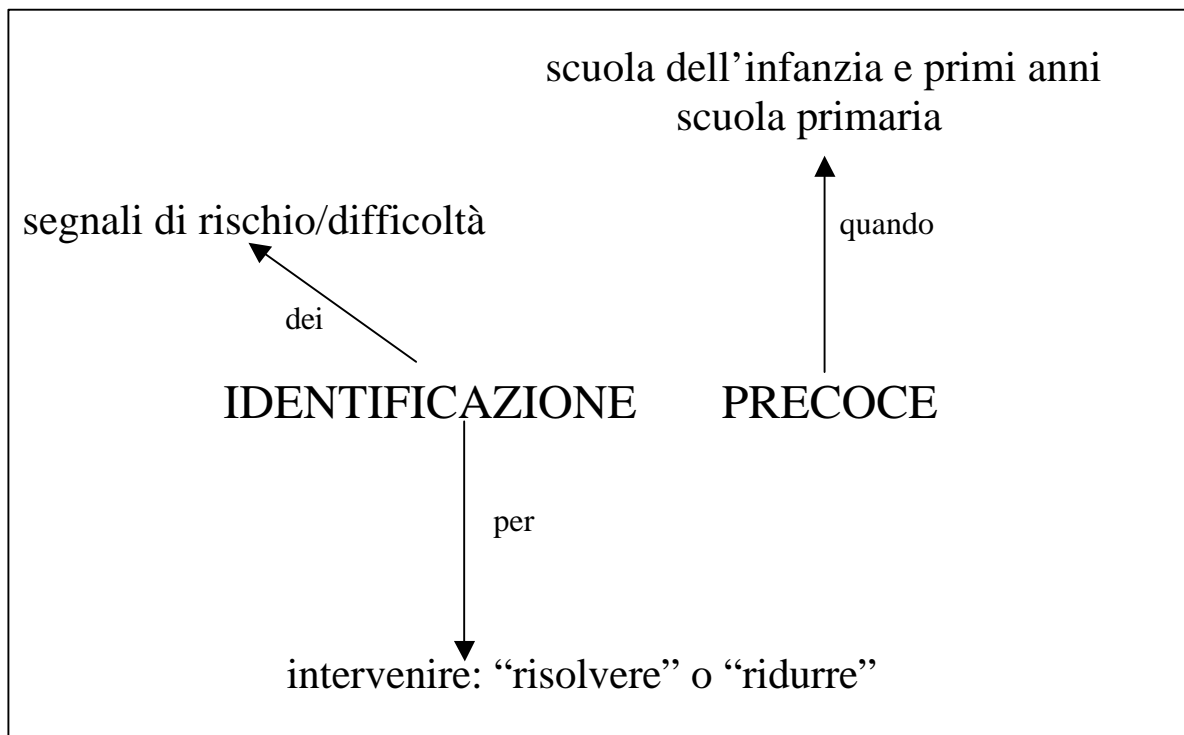 scuola dell’infanzia e primi anni
scuola primaria
segnali di rischio/difficoltà
quando
dei
IDENTIFICAZIONE PRECOCE
per
intervenire: “risolvere” o “ridurre”